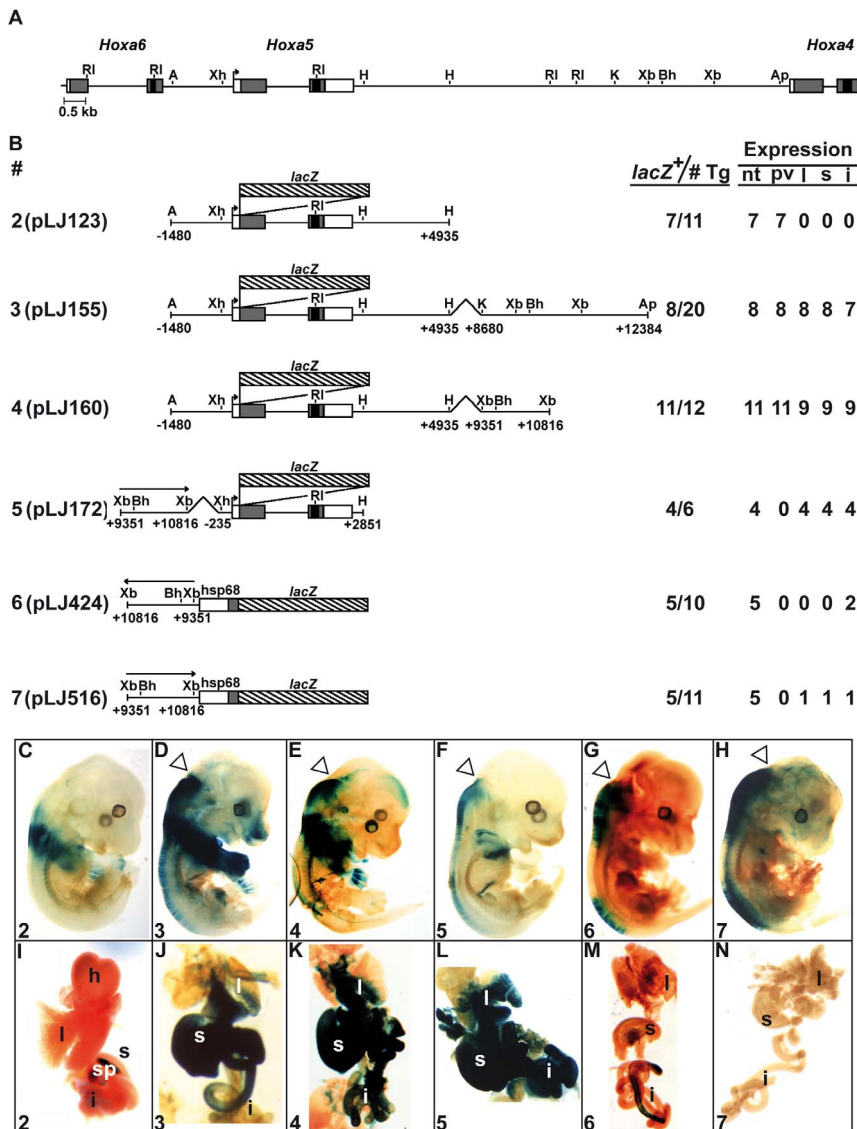 A
Hoxa6 Hoxa5 Hoxa4
RI RI A Xh RI H H RI RI K Xb Bh Xb Ap
0.5 kb
B
#
lacZ+/# Tg Expression
nt pv l s i
lacZ
2 (pLJ123) A Xh RI H H 7/11 7 7 0 0 0
-1480 +4935
lacZ
3 (pLJ155) A Xh RI H H K Xb Bh Xb Ap 8/20 8 8 8 8 7
-1480 +4935 +8680 +12384
lacZ
4 (pLJ160) A Xh RI H H Xb Bh Xb 11/12 11 11 9 9 9
-1480 +4935 +9351 +10816
lacZ
5 (pLJ172) Xb Bh Xb Xh RI H 4/6 4 0 4 4 4
+9351 +10816 -235 +2851
6 (pLJ424) Xb Bh Xb hsp68 lacZ 5/10 5 0 0 0 2
+10816 +9351
7 (pLJ516) Xb Bh Xb hsp68 lacZ 5/11 5 0 1 1 1
+9351 +10816
C D E F G H
2 3 4 5 6 7
I J K L M N
h l s sp i
l s i
l s i
l s i
l s i
l s i
2 3 4 5 6 7